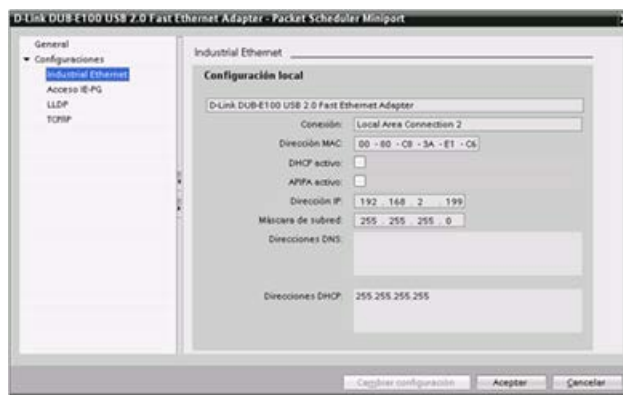 D-Link DUB-E100 USB 2.0 Fast Ethernet Adapter - Packet Scheduler Miniport
General
Configuraciones
Industrial Ethernet
Acceso IE-PG
LLDP
TCP/IP
Industrial Ethernet
Configuración local
D-Link DUB-E100 USB 2.0 Fast Ethernet Adapter
Conexión: Local Area Connection 2
Dirección MAC: 00 - 80 - C8 - 3A - E1 - C6
DHCP activo:
APIPA activo:
Dirección IP: 192 . 168 . 2 . 199
Máscara de subred: 255 . 255 . 255 . 0
Direcciones DNS:
Direcciones DHCP: 255.255.255.255
Cambiar configuración Aceptar Cancelar